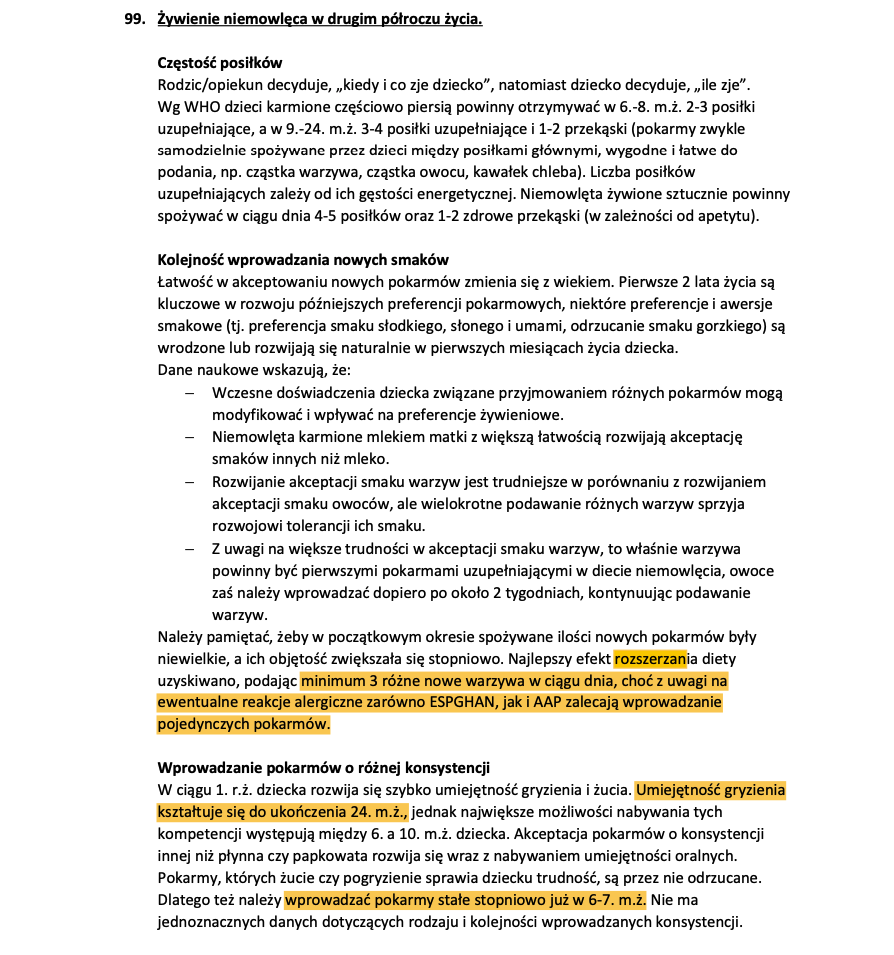 99. Żywienie niemowlęca w drugim półroczu życia.
Częstość posiłków
Rodzic/opiekun decyduje, „kiedy i co zje dziecko”, natomiast dziecko decyduje, „ile zje”.
Wg WHO dzieci karmione częściowo piersią powinny otrzymywać w 6.-8. m.ż. 2-3 posiłki
uzupełniające, a w 9.-24. m.ż. 3-4 posiłki uzupełniające i 1-2 przekąski (pokarmy zwykle
samodzielnie spożywane przez dzieci między posiłkami głównymi, wygodne i łatwe do
podania, np. cząstka warzywa, cząstka owocu, kawałek chleba). Liczba posiłków
uzupełniających zależy od ich gęstości energetycznej. Niemowlęta żywione sztucznie powinny
spożywać w ciągu dnia 4-5 posiłków oraz 1-2 zdrowe przekąski (w zależności od apetytu).
Kolejność wprowadzania nowych smaków
Łatwość w akceptowaniu nowych pokarmów zmienia się z wiekiem. Pierwsze 2 lata życia są
kluczowe w rozwoju późniejszych preferencji pokarmowych, niektóre preferencje i awersje
smakowe (tj. preferencja smaku słodkiego, słonego i umami, odrzucanie smaku gorzkiego) są
wrodzone lub rozwijają się naturalnie w pierwszych miesiącach życia dziecka.
Dane naukowe wskazują, że:
– Wczesne doświadczenia dziecka związane przyjmowaniem różnych pokarmów mogą
modyfikować i wpływać na preferencje żywieniowe.
– Niemowlęta karmione mlekiem matki z większą łatwością rozwijają akceptację
smaków innych niż mleko.
– Rozwijanie akceptacji smaku warzyw jest trudniejsze w porównaniu z rozwijaniem
akceptacji smaku owoców, ale wielokrotne podawanie różnych warzyw sprzyja
rozwojowi tolerancji ich smaku.
– Z uwagi na większe trudności w akceptacji smaku warzyw, to właśnie warzywa
powinny być pierwszymi pokarmami uzupełniającymi w diecie niemowlęcia, owoce
zaś należy wprowadzać dopiero po około 2 tygodniach, kontynuując podawanie
warzyw.
Należy pamiętać, żeby w początkowym okresie spożywane ilości nowych pokarmów były
niewielkie, a ich objętość zwiększała się stopniowo. Najlepszy efekt rozszerzania diety
uzyskiwano, podając minimum 3 różne nowe warzywa w ciągu dnia, choć z uwagi na
ewentualne reakcje alergiczne zarówno ESPGHAN, jak i AAP zalecają wprowadzanie
pojedynczych pokarmów.
Wprowadzanie pokarmów o różnej konsystencji
W ciągu 1. r.ż. dziecka rozwija się szybko umiejętność gryzienia i żucia. Umiejętność gryzienia
kształtuje się do ukończenia 24. m.ż., jednak największe możliwości nabywania tych
kompetencji występują między 6. a 10. m.ż. dziecka. Akceptacja pokarmów o konsystencji
innej niż płynna czy papkowata rozwija się wraz z nabywaniem umiejętności oralnych.
Pokarmy, których żucie czy pogryzienie sprawia dziecku trudność, są przez nie odrzucane.
Dlatego też należy wprowadzać pokarmy stałe stopniowo już w 6-7. m.ż. Nie ma
jednoznacznych danych dotyczących rodzaju i kolejności wprowadzanych konsystencji.